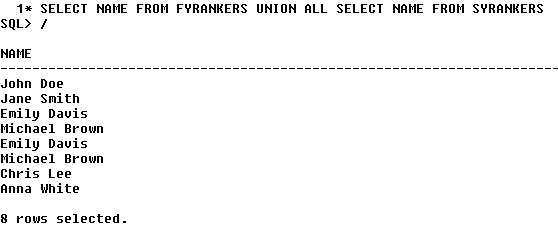 1* SELECT NAME FROM FYRANKERS UNION ALL SELECT NAME FROM SYRANKERS
SQL> /
NAME
--------------------------------------------------------------------------------
John Doe
Jane Smith
Emily Davis
Michael Brown
Emily Davis
Michael Brown
Chris Lee
Anna White
8 rows selected.